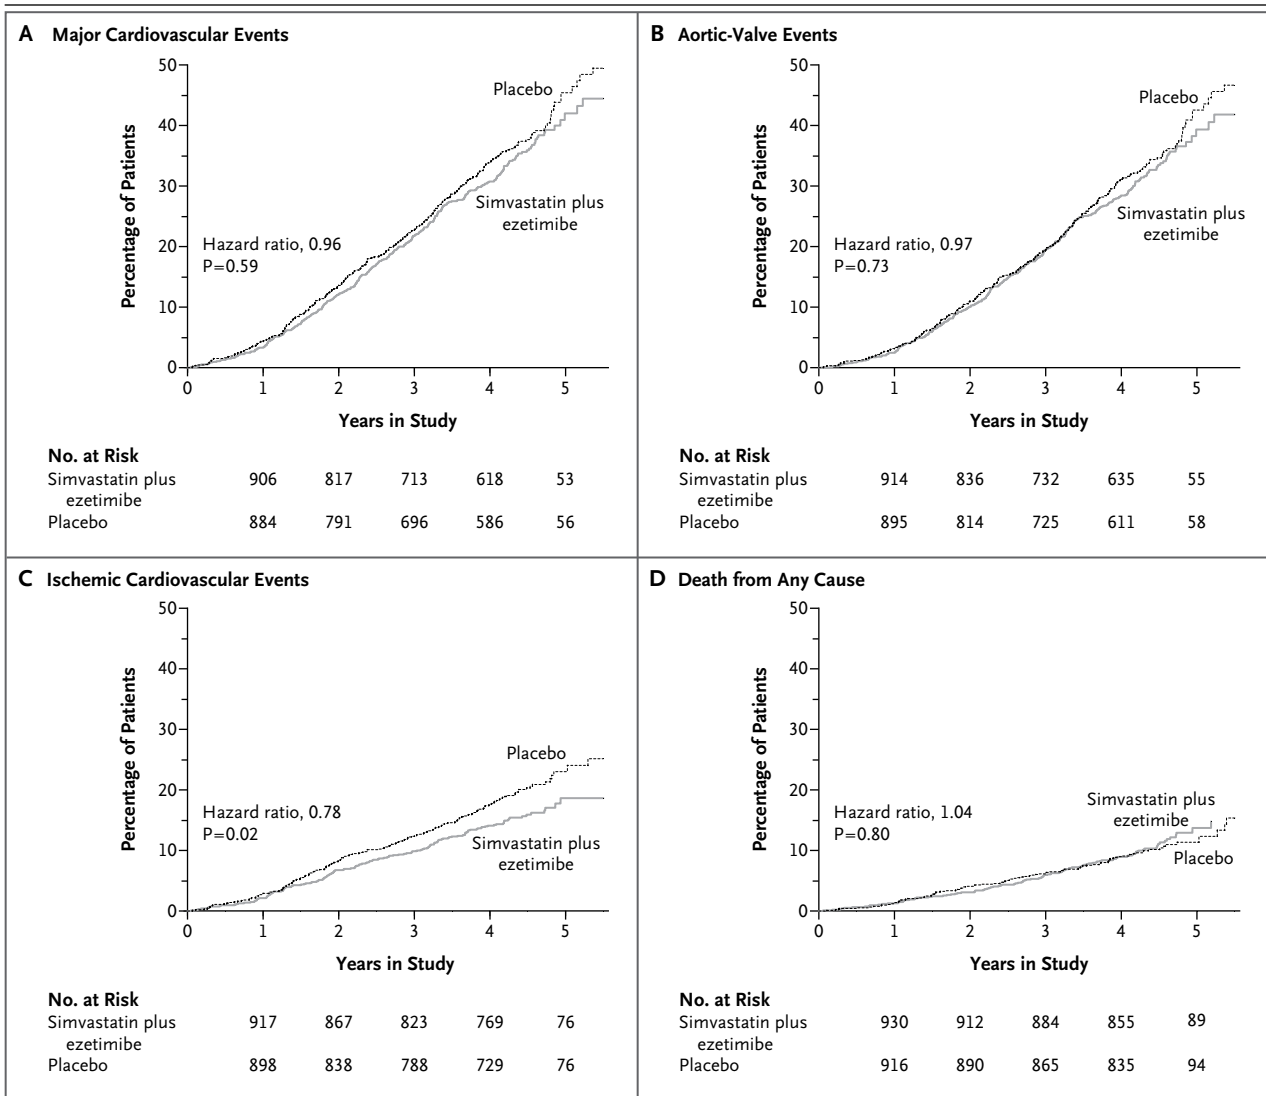 A Major Cardiovascular Events
50
40
30
20
10
0
Percentage of Patients
Placebo
Simvastatin plus
ezetimibe
Hazard ratio, 0.96
P=0.59
0 1 2 3 4 5
Years in Study
No. at Risk
Simvastatin plus
ezetimibe
906 817 713 618 53
Placebo 884 791 696 586 56
B Aortic-Valve Events
50
40
30
20
10
0
Percentage of Patients
Placebo
Simvastatin plus
ezetimibe
Hazard ratio, 0.97
P=0.73
0 1 2 3 4 5
Years in Study
No. at Risk
Simvastatin plus
ezetimibe
914 836 732 635 55
Placebo 895 814 725 611 58
C Ischemic Cardiovascular Events
50
40
30
20
10
0
Percentage of Patients
Placebo
Hazard ratio, 0.78
P=0.02
Simvastatin plus
ezetimibe
0 1 2 3 4 5
Years in Study
No. at Risk
Simvastatin plus
ezetimibe
917 867 823 769 76
Placebo 898 838 788 729 76
D Death from Any Cause
50
40
30
20
10
0
Percentage of Patients
Simvastatin plus
ezetimibe
Hazard ratio, 1.04
P=0.80
Placebo
0 1 2 3 4 5
Years in Study
No. at Risk
Simvastatin plus
ezetimibe
930 912 884 855 89
Placebo 916 890 865 835 94